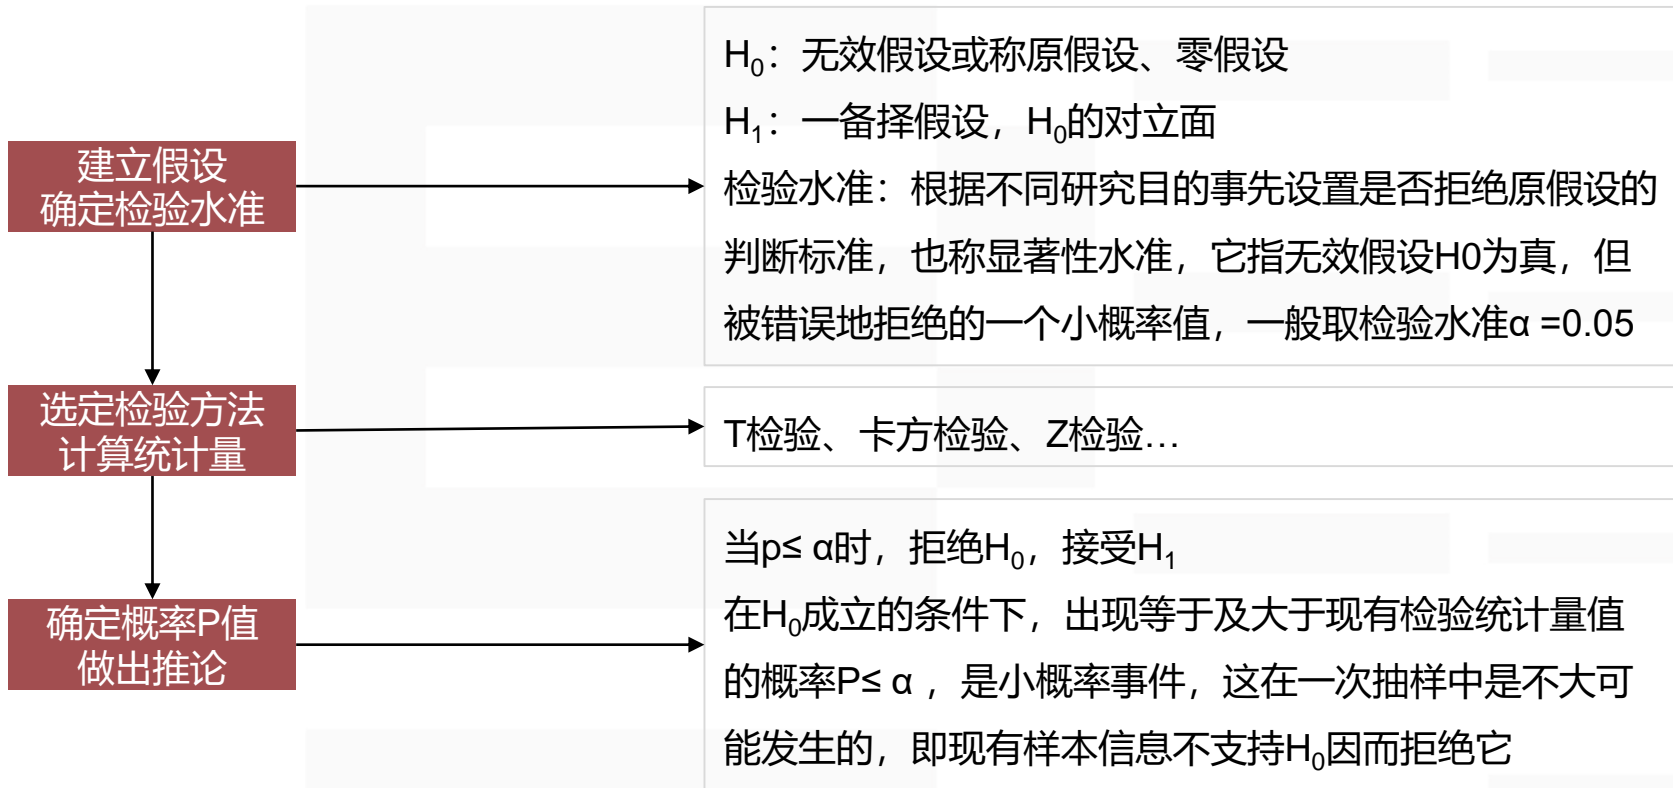 建立假设
确定检验水准
H₀：无效假设或称原假设、零假设
H₁：一备择假设，H₀的对立面
检验水准：根据不同研究目的事先设置是否拒绝原假设的
判断标准，也称显著性水准，它指无效假设H0为真，但
被错误地拒绝的一个小概率值，一般取检验水准α =0.05
选定检验方法
计算统计量
T检验、卡方检验、Z检验…
确定概率P值
做出推论
当p≤ α时，拒绝H₀，接受H₁
在H₀成立的条件下，出现等于及大于现有检验统计量值
的概率P≤ α ，是小概率事件，这在一次抽样中是不大可
能发生的，即现有样本信息不支持H₀因而拒绝它